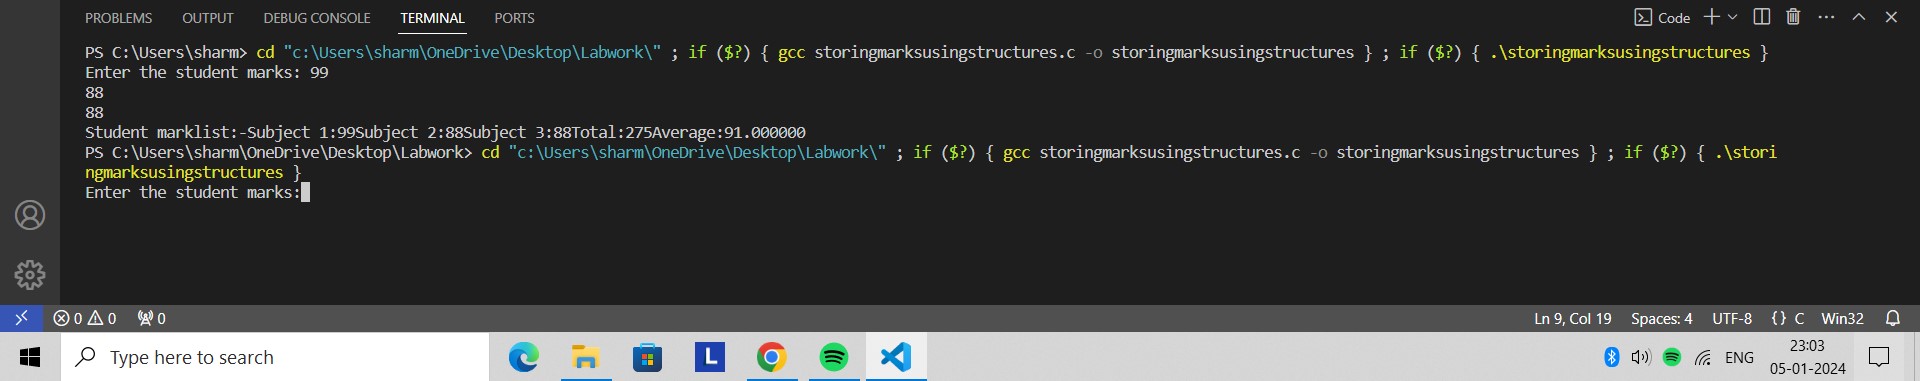 PROBLEMS OUTPUT DEBUG CONSOLE TERMINAL PORTS Code
PS C:\Users\sharm> cd "c:\Users\sharm\OneDrive\Desktop\Labwork\" ; if ($?) { gcc storingmarksusingstructures.c -o storingmarksusingstructures } ; if ($?) { .\storingmarksusingstructures }
Enter the student marks: 99
88
88
Student marklist:-Subject 1:99Subject 2:88Subject 3:88Total:275Average:91.000000
PS C:\Users\sharm\OneDrive\Desktop\Labwork> cd "c:\Users\sharm\OneDrive\Desktop\Labwork\" ; if ($?) { gcc storingmarksusingstructures.c -o storingmarksusingstructures } ; if ($?) { .\stori
ngmarksusingstructures }
Enter the student marks:
0 0 0 Ln 9, Col 19 Spaces: 4 UTF-8 {} C Win32
Type here to search L ENG 23:03
05-01-2024